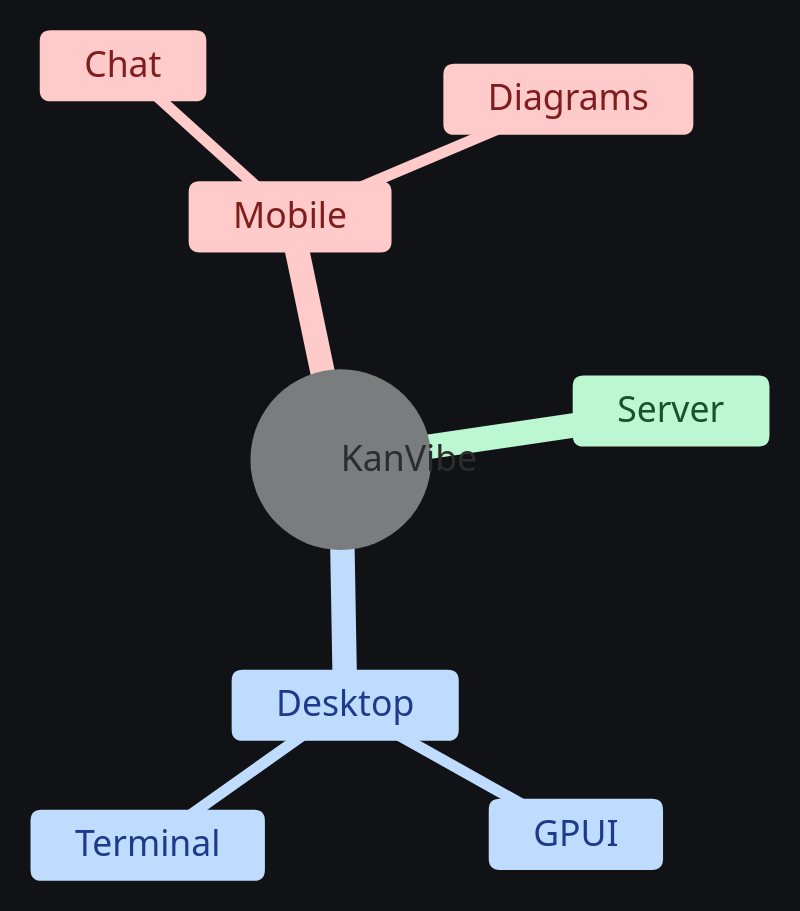 Chat
Diagrams
Mobile
Server
KanVibe
Desktop
Terminal
GPUI